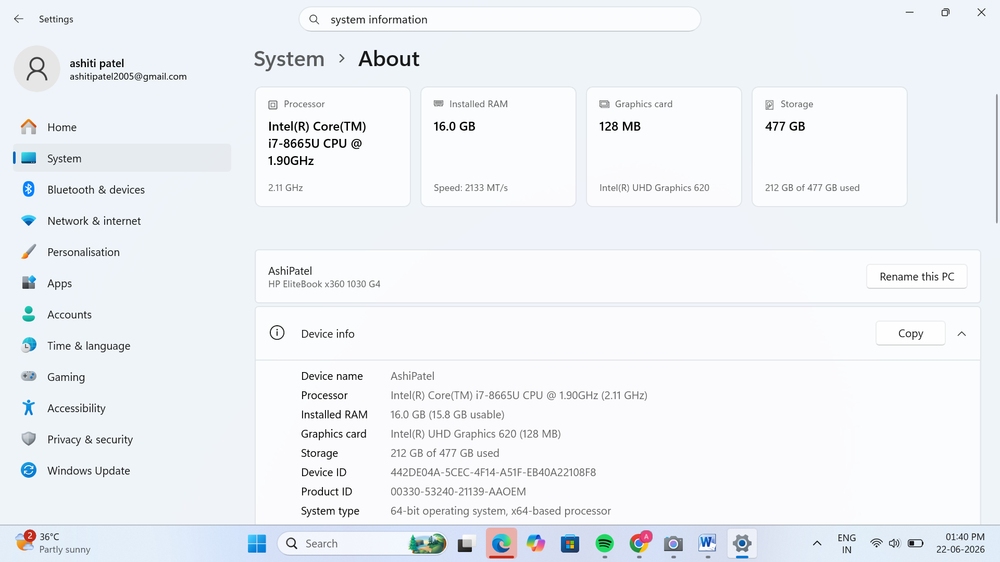 Settings
system information
ashiti patel
ashitipatel2005@gmail.com
Home
System
Bluetooth & devices
Network & internet
Personalisation
Apps
Accounts
Time & language
Gaming
Accessibility
Privacy & security
Windows Update
System > About
Processor
Intel(R) Core(TM)
i7-8665U CPU @
1.90GHz
2.11 GHz
Installed RAM
16.0 GB
Speed: 2133 MT/s
Graphics card
128 MB
Intel(R) UHD Graphics 620
Storage
477 GB
212 GB of 477 GB used
AshiPatel
HP EliteBook x360 1030 G4
Rename this PC
Device info
Copy
Device name AshiPatel
Processor Intel(R) Core(TM) i7-8665U CPU @ 1.90GHz (2.11 GHz)
Installed RAM 16.0 GB (15.8 GB usable)
Graphics card Intel(R) UHD Graphics 620 (128 MB)
Storage 212 GB of 477 GB used
Device ID 442DE04A-5CEC-4F14-A51F-EB40A22108F8
Product ID 00330-53240-21139-AAOEM
System type 64-bit operating system, x64-based processor
2
36°C
Partly sunny
Search
A
W
ENG
IN
01:40 PM
22-06-2026